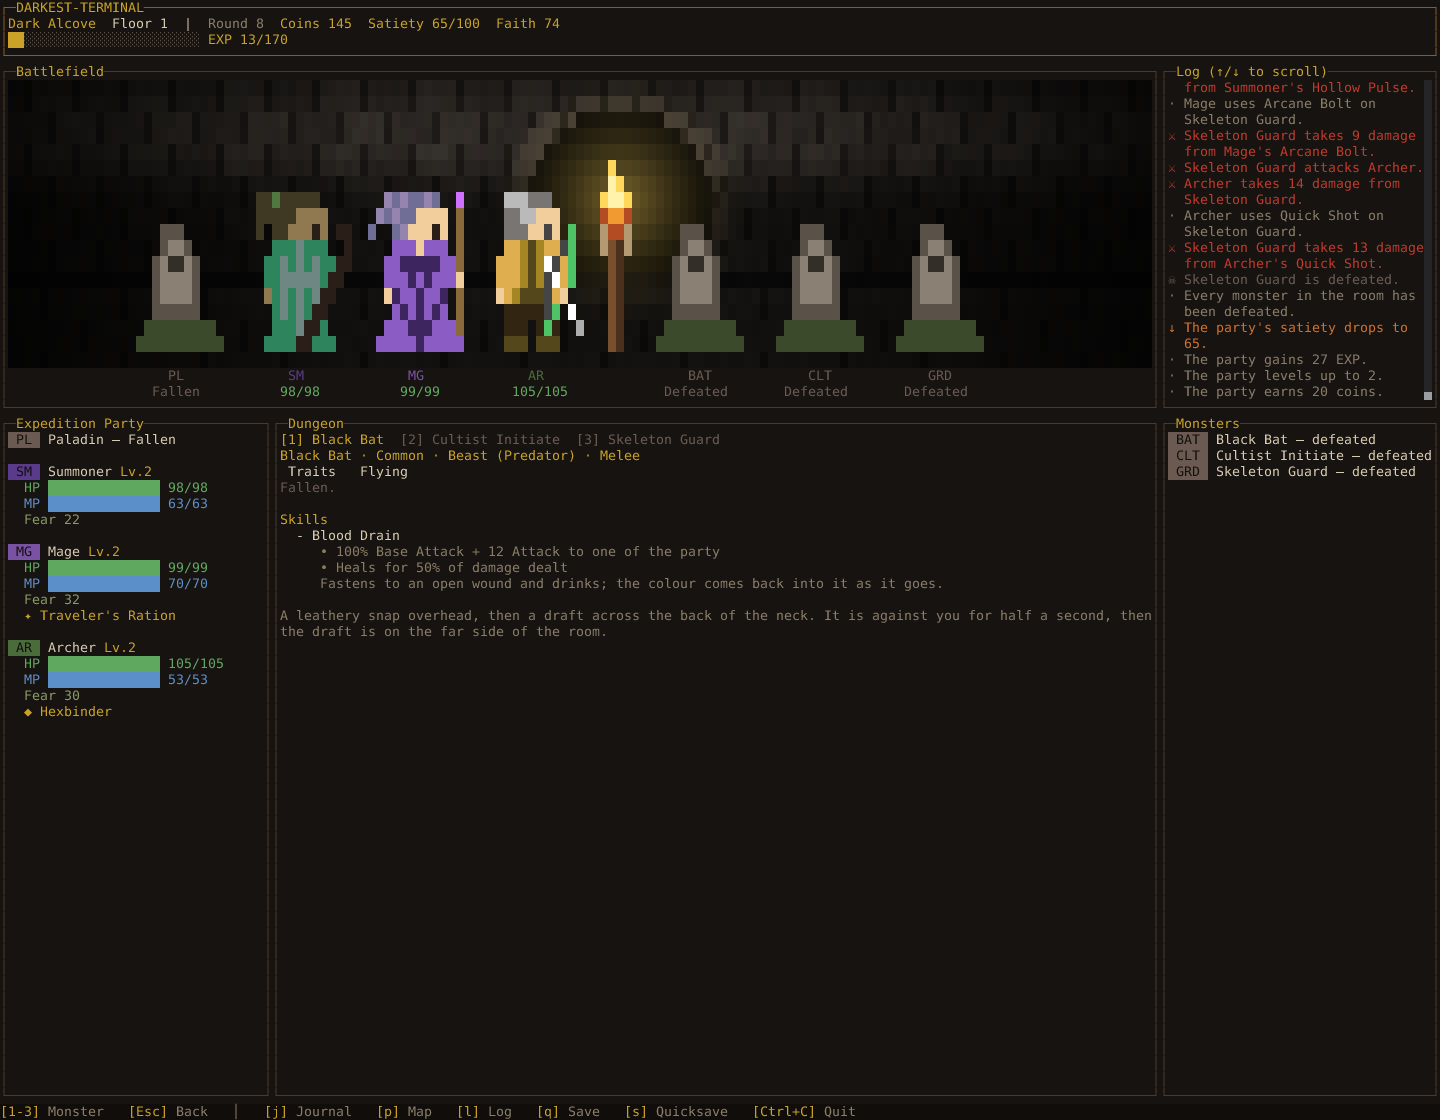 DARKEST-TERMINAL
Dark Alcove Floor 1 | Round 8 Coins 145 Satiety 65/100 Faith 74
EXP 13/170
Battlefield
PL SM MG AR BAT CLT GRD
Fallen 98/98 99/99 105/105 Defeated Defeated Defeated
Log (↑/↓ to scroll)
from Summoner's Hollow Pulse.
· Mage uses Arcane Bolt on
Skeleton Guard.
⚔ Skeleton Guard takes 9 damage
from Mage's Arcane Bolt.
⚔ Skeleton Guard attacks Archer.
⚔ Archer takes 14 damage from
Skeleton Guard.
· Archer uses Quick Shot on
Skeleton Guard.
⚔ Skeleton Guard takes 13 damage
from Archer's Quick Shot.
☠ Skeleton Guard is defeated.
· Every monster in the room has
been defeated.
↓ The party's satiety drops to
65.
· The party gains 27 EXP.
· The party levels up to 2.
· The party earns 20 coins.
Expedition Party
PL Paladin — Fallen
SM Summoner Lv.2
HP 98/98
MP 63/63
Fear 22
MG Mage Lv.2
HP 99/99
MP 70/70
Fear 32
✦ Traveler's Ration
AR Archer Lv.2
HP 105/105
MP 53/53
Fear 30
◆ Hexbinder
Dungeon
[1] Black Bat [2] Cultist Initiate [3] Skeleton Guard
Black Bat · Common · Beast (Predator) · Melee
Traits Flying
Fallen.
Skills
- Blood Drain
• 100% Base Attack + 12 Attack to one of the party
• Heals for 50% of damage dealt
Fastens to an open wound and drinks; the colour comes back into it as it goes.
A leathery snap overhead, then a draft across the back of the neck. It is against you for half a second, then
the draft is on the far side of the room.
Monsters
BAT Black Bat — defeated
CLT Cultist Initiate — defeated
GRD Skeleton Guard — defeated
[1-3] Monster [Esc] Back | [j] Journal [p] Map [l] Log [q] Save [s] Quicksave [Ctrl+C] Quit